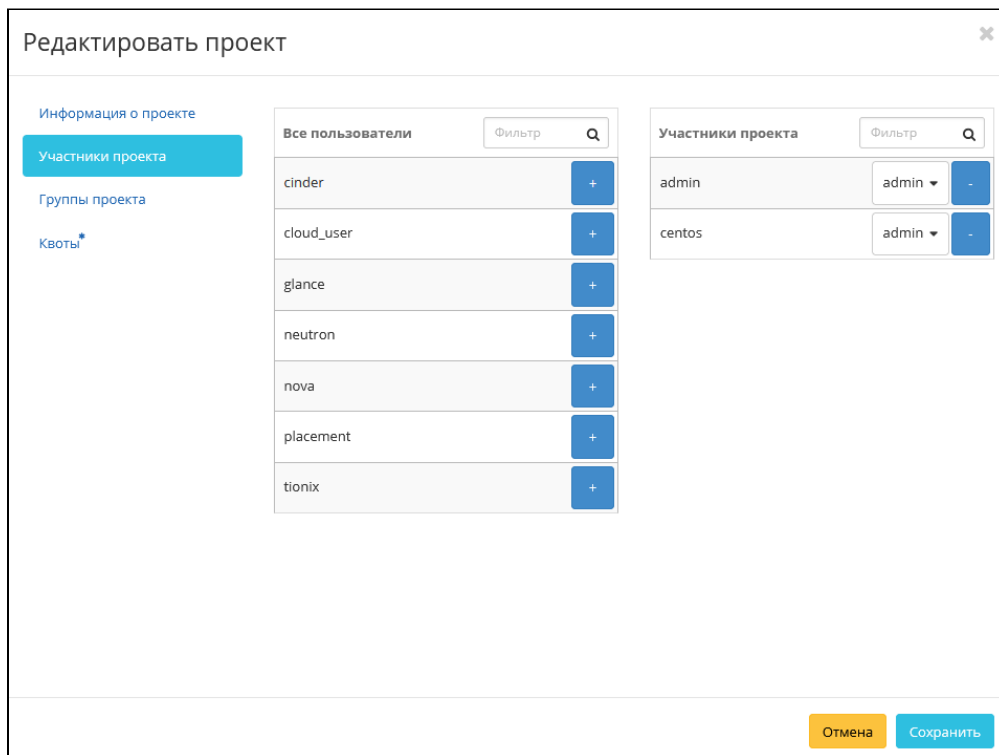 Редактировать проект ×
Информация о проекте
Участники проекта
Группы проекта
Квоты*
Все пользователи Фильтр
cinder +
cloud_user +
glance +
neutron +
nova +
placement +
tionix +
Участники проекта Фильтр
admin admin -
centos admin -
Отмена Сохранить